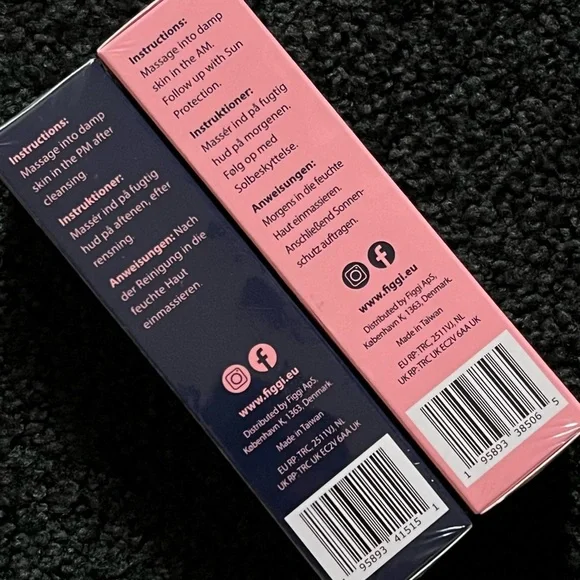 Instructions:
Massage into damp
skin in the PM after
cleansing.
Instruktioner:
Massér ind på fugtig
hud på aftenen, efter
rensning.
Anweisungen: Nach
der Reinigung in die
feuchte Haut
einmassieren.
www.figgi.eu
Distributed by Figgi ApS,
København K, 1363, Denmark.
Made in Taiwan
EU RP-TRC, 2511VJ, NL
UK RP-TRC UK EC2V 6AA UK
95893 41515 1
Instructions:
Massage into damp
skin in the AM.
Follow up with Sun
Protection.
Instruktioner:
Massér ind på fugtig
hud på morgenen.
Følg op med
Solbeskyttelse.
Anweisungen:
Morgens in die feuchte
Haut einmassieren.
Anschließend Sonnen-
schutz auftragen.
www.figgi.eu
Distributed by Figgi ApS,
København K, 1363, Denmark.
Made in Taiwan
EU RP-TRC, 2511VJ, NL
UK RP-TRC UK EC2V 6AA UK
1 95893 38506 5